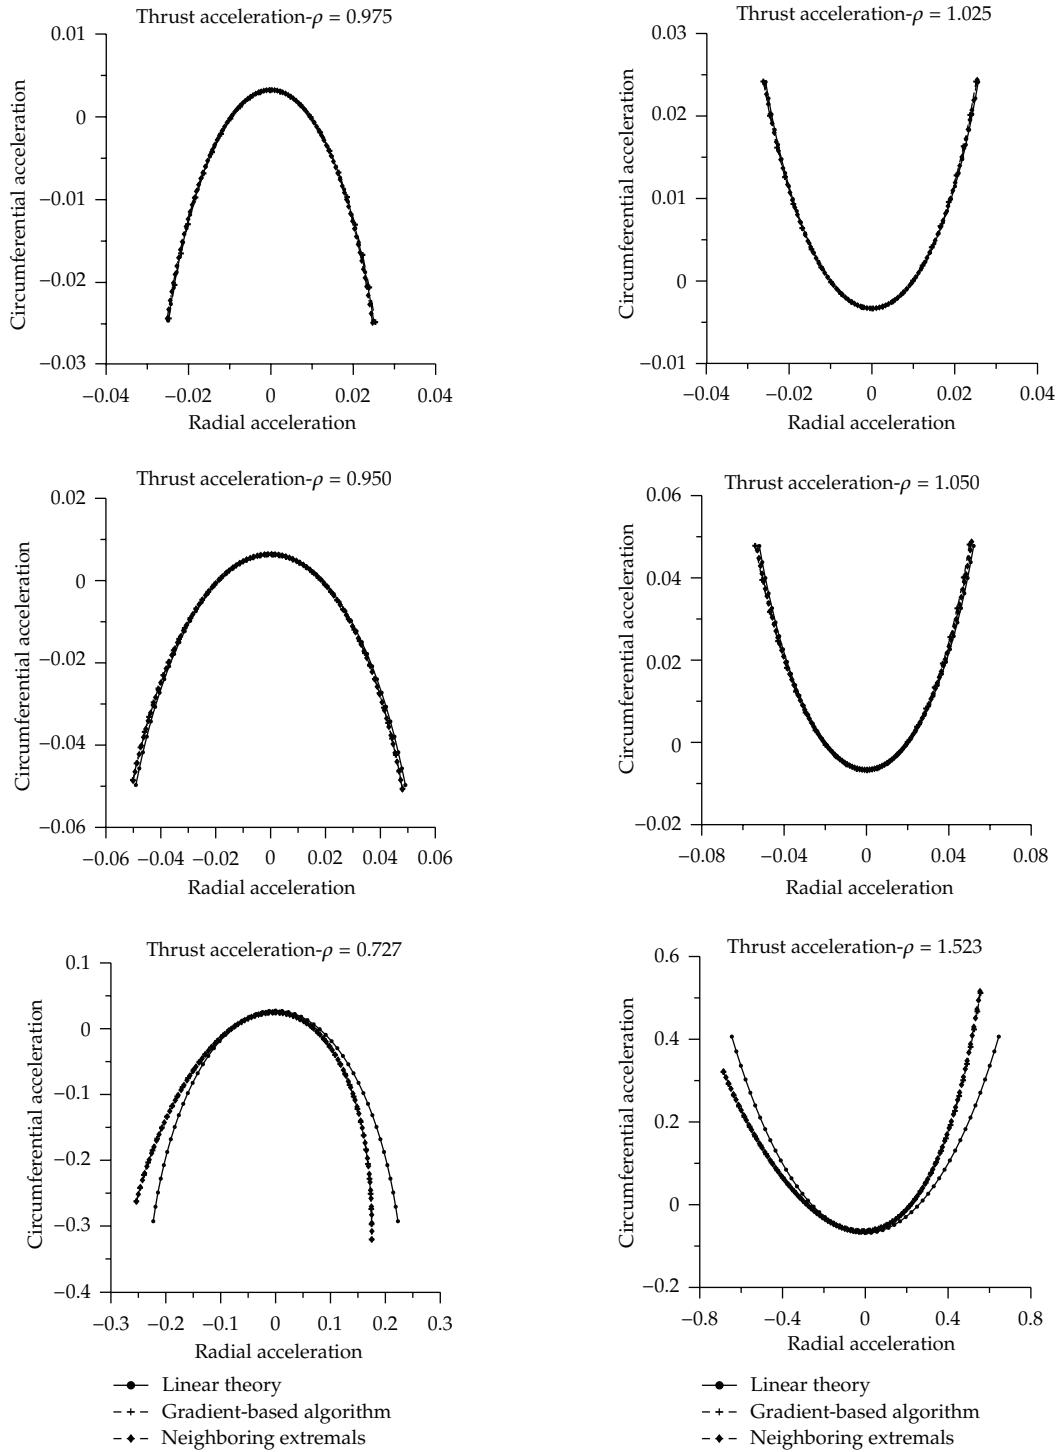 Thrust acceleration-ρ = 0.975
0.01
0
−0.01
−0.02
−0.03
Circumferential acceleration
−0.04 −0.02 0 0.02 0.04
Radial acceleration
Thrust acceleration-ρ = 1.025
0.03
0.02
0.01
0
−0.01
Circumferential acceleration
−0.04 −0.02 0 0.02 0.04
Radial acceleration
Thrust acceleration-ρ = 0.950
0.02
0
−0.02
−0.04
−0.06
Circumferential acceleration
−0.06 −0.04 −0.02 0 0.02 0.04 0.06
Radial acceleration
Thrust acceleration-ρ = 1.050
0.06
0.04
0.02
0
−0.02
Circumferential acceleration
−0.08 −0.04 0 0.04 0.08
Radial acceleration
Thrust acceleration-ρ = 0.727
0.1
0
−0.1
−0.2
−0.3
−0.4
Circumferential acceleration
−0.3 −0.2 −0.1 0 0.1 0.2 0.3
Radial acceleration
Linear theory
Gradient-based algorithm
Neighboring extremals
Thrust acceleration-ρ = 1.523
0.6
0.4
0.2
0
−0.2
Circumferential acceleration
−0.8 −0.4 0 0.4 0.8
Radial acceleration
Linear theory
Gradient-based algorithm
Neighboring extremals